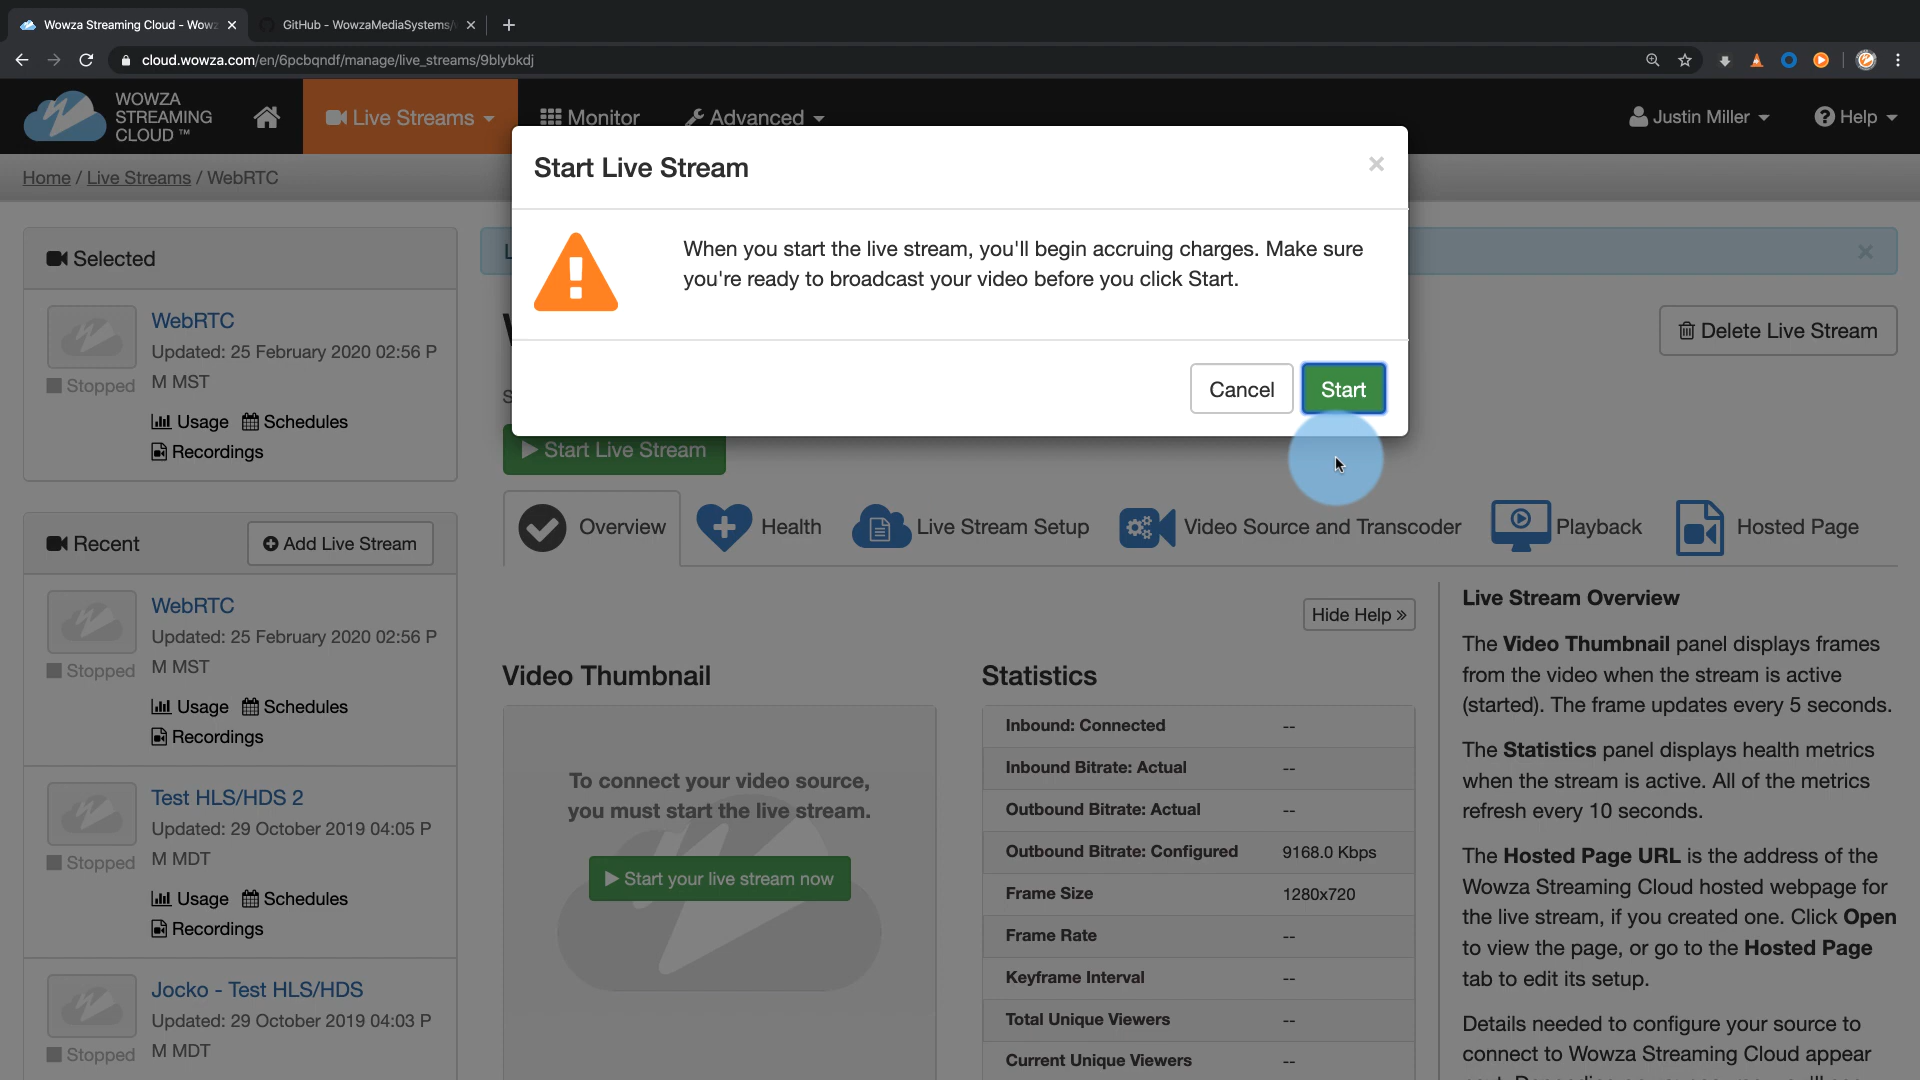 Wowza Streaming Cloud - Wow
GitHub - WowzaMediaSystems/
cloud.wowza.com/en/6pcbqndf/manage/live_streams/9blybkdj
WOWZA
STREAMING
CLOUD ™
Live Streams
Monitor
Advanced
Justin Miller
Help
Home / Live Streams / WebRTC
Start Live Stream
When you start the live stream, you'll begin accruing charges. Make sure
you're ready to broadcast your video before you click Start.
Cancel
Start
Selected
WebRTC
Updated: 25 February 2020 02:56 P
M MST
Stopped
Usage
Schedules
Recordings
Delete Live Stream
Start Live Stream
Overview
Health
Live Stream Setup
Video Source and Transcoder
Playback
Hosted Page
Recent
Add Live Stream
WebRTC
Updated: 25 February 2020 02:56 P
M MST
Stopped
Usage
Schedules
Recordings
Test HLS/HDS 2
Updated: 29 October 2019 04:05 P
M MDT
Stopped
Usage
Schedules
Recordings
Jocko - Test HLS/HDS
Updated: 29 October 2019 04:03 P
M MDT
Stopped
Hide Help »
Video Thumbnail
To connect your video source,
you must start the live stream.
Start your live stream now
Statistics
Inbound: Connected --
Inbound Bitrate: Actual --
Outbound Bitrate: Actual --
Outbound Bitrate: Configured 9168.0 Kbps
Frame Size 1280x720
Frame Rate --
Keyframe Interval --
Total Unique Viewers --
Current Unique Viewers --
Live Stream Overview
The Video Thumbnail panel displays frames
from the video when the stream is active
(started). The frame updates every 5 seconds.
The Statistics panel displays health metrics
when the stream is active. All of the metrics
refresh every 10 seconds.
The Hosted Page URL is the address of the
Wowza Streaming Cloud hosted webpage for
the live stream, if you created one. Click Open
to view the page, or go to the Hosted Page
tab to edit its setup.
Details needed to configure your source to
connect to Wowza Streaming Cloud appear